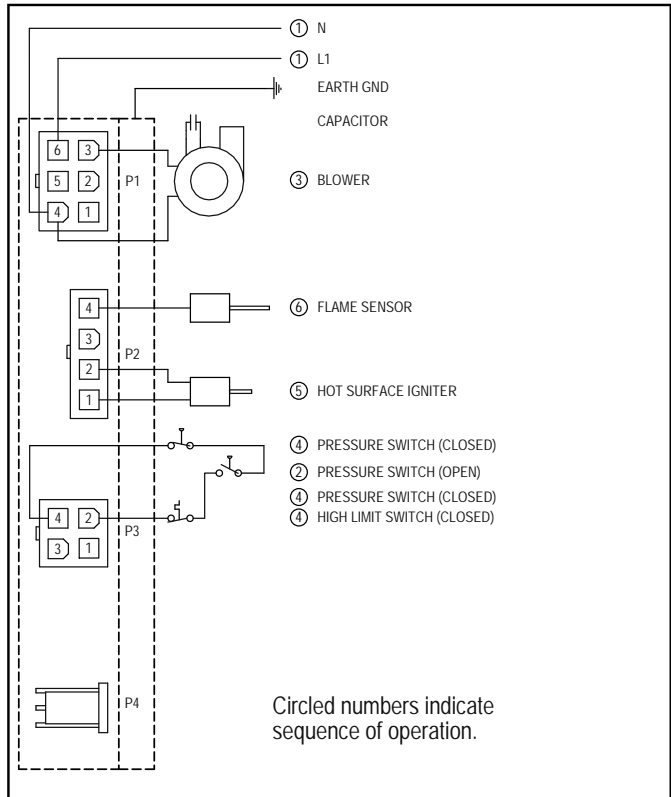 ① N
① L1
EARTH GND
CAPACITOR
6 3
5 2
4 1
P1
③ BLOWER
4
3
2
1
P2
⑥ FLAME SENSOR
⑤ HOT SURFACE IGNITER
④ PRESSURE SWITCH (CLOSED)
② PRESSURE SWITCH (OPEN)
④ PRESSURE SWITCH (CLOSED)
④ HIGH LIMIT SWITCH (CLOSED)
4 2
3 1
P3
P4
Circled numbers indicate
sequence of operation.